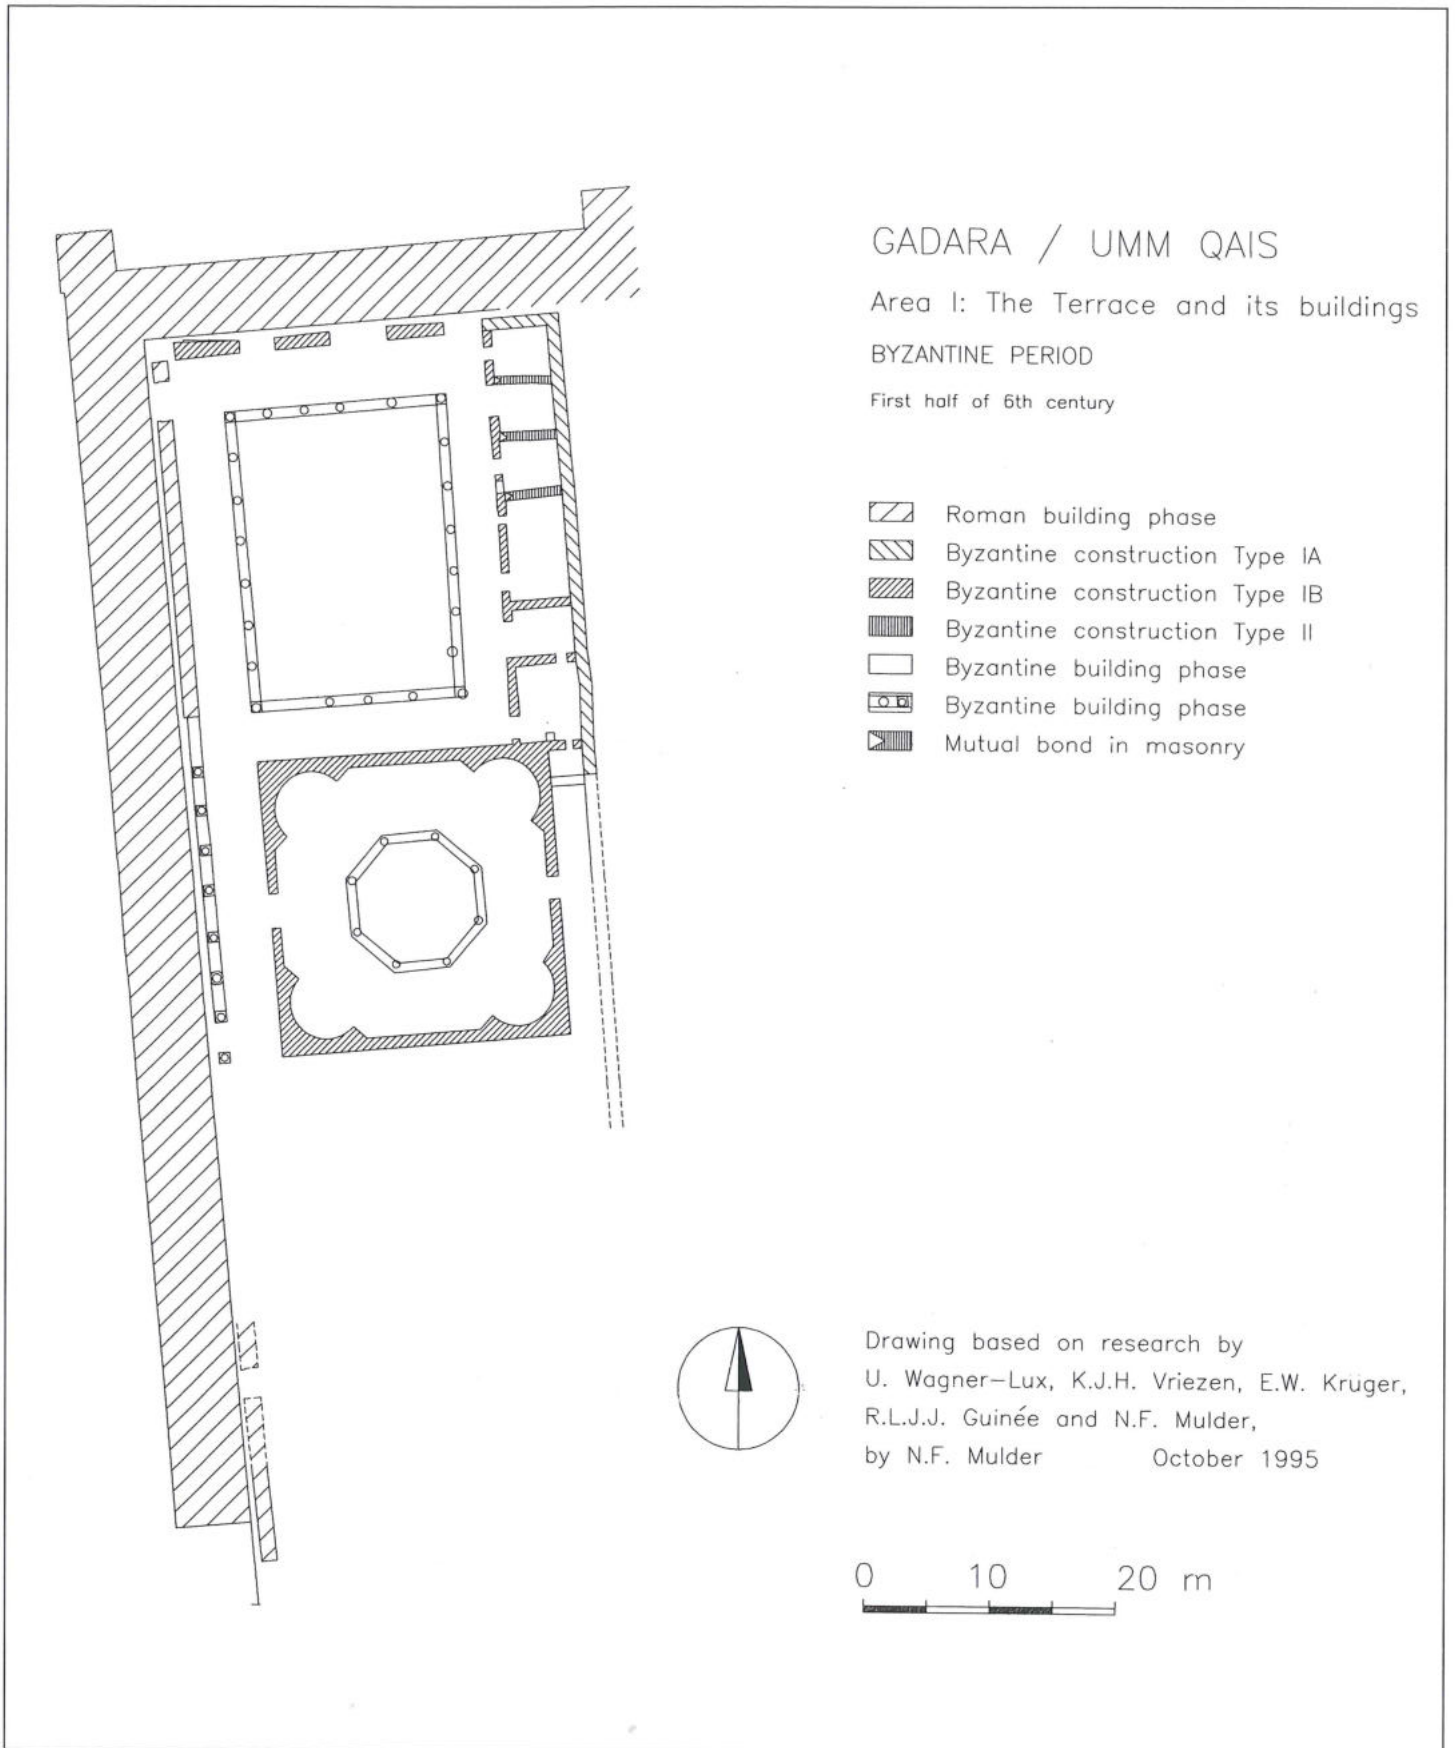 GADARA / UMM QAIS
Area I: The Terrace and its buildings
BYZANTINE PERIOD
First half of 6th century
Roman building phase
Byzantine construction Type IA
Byzantine construction Type IB
Byzantine construction Type II
Byzantine building phase
Byzantine building phase
Mutual bond in masonry
Drawing based on research by
U. Wagner-Lux, K.J.H. Vriezen, E.W. Krüger,
R.L.J.J. Guinée and N.F. Mulder,
by N.F. Mulder October 1995
0 10 20 m